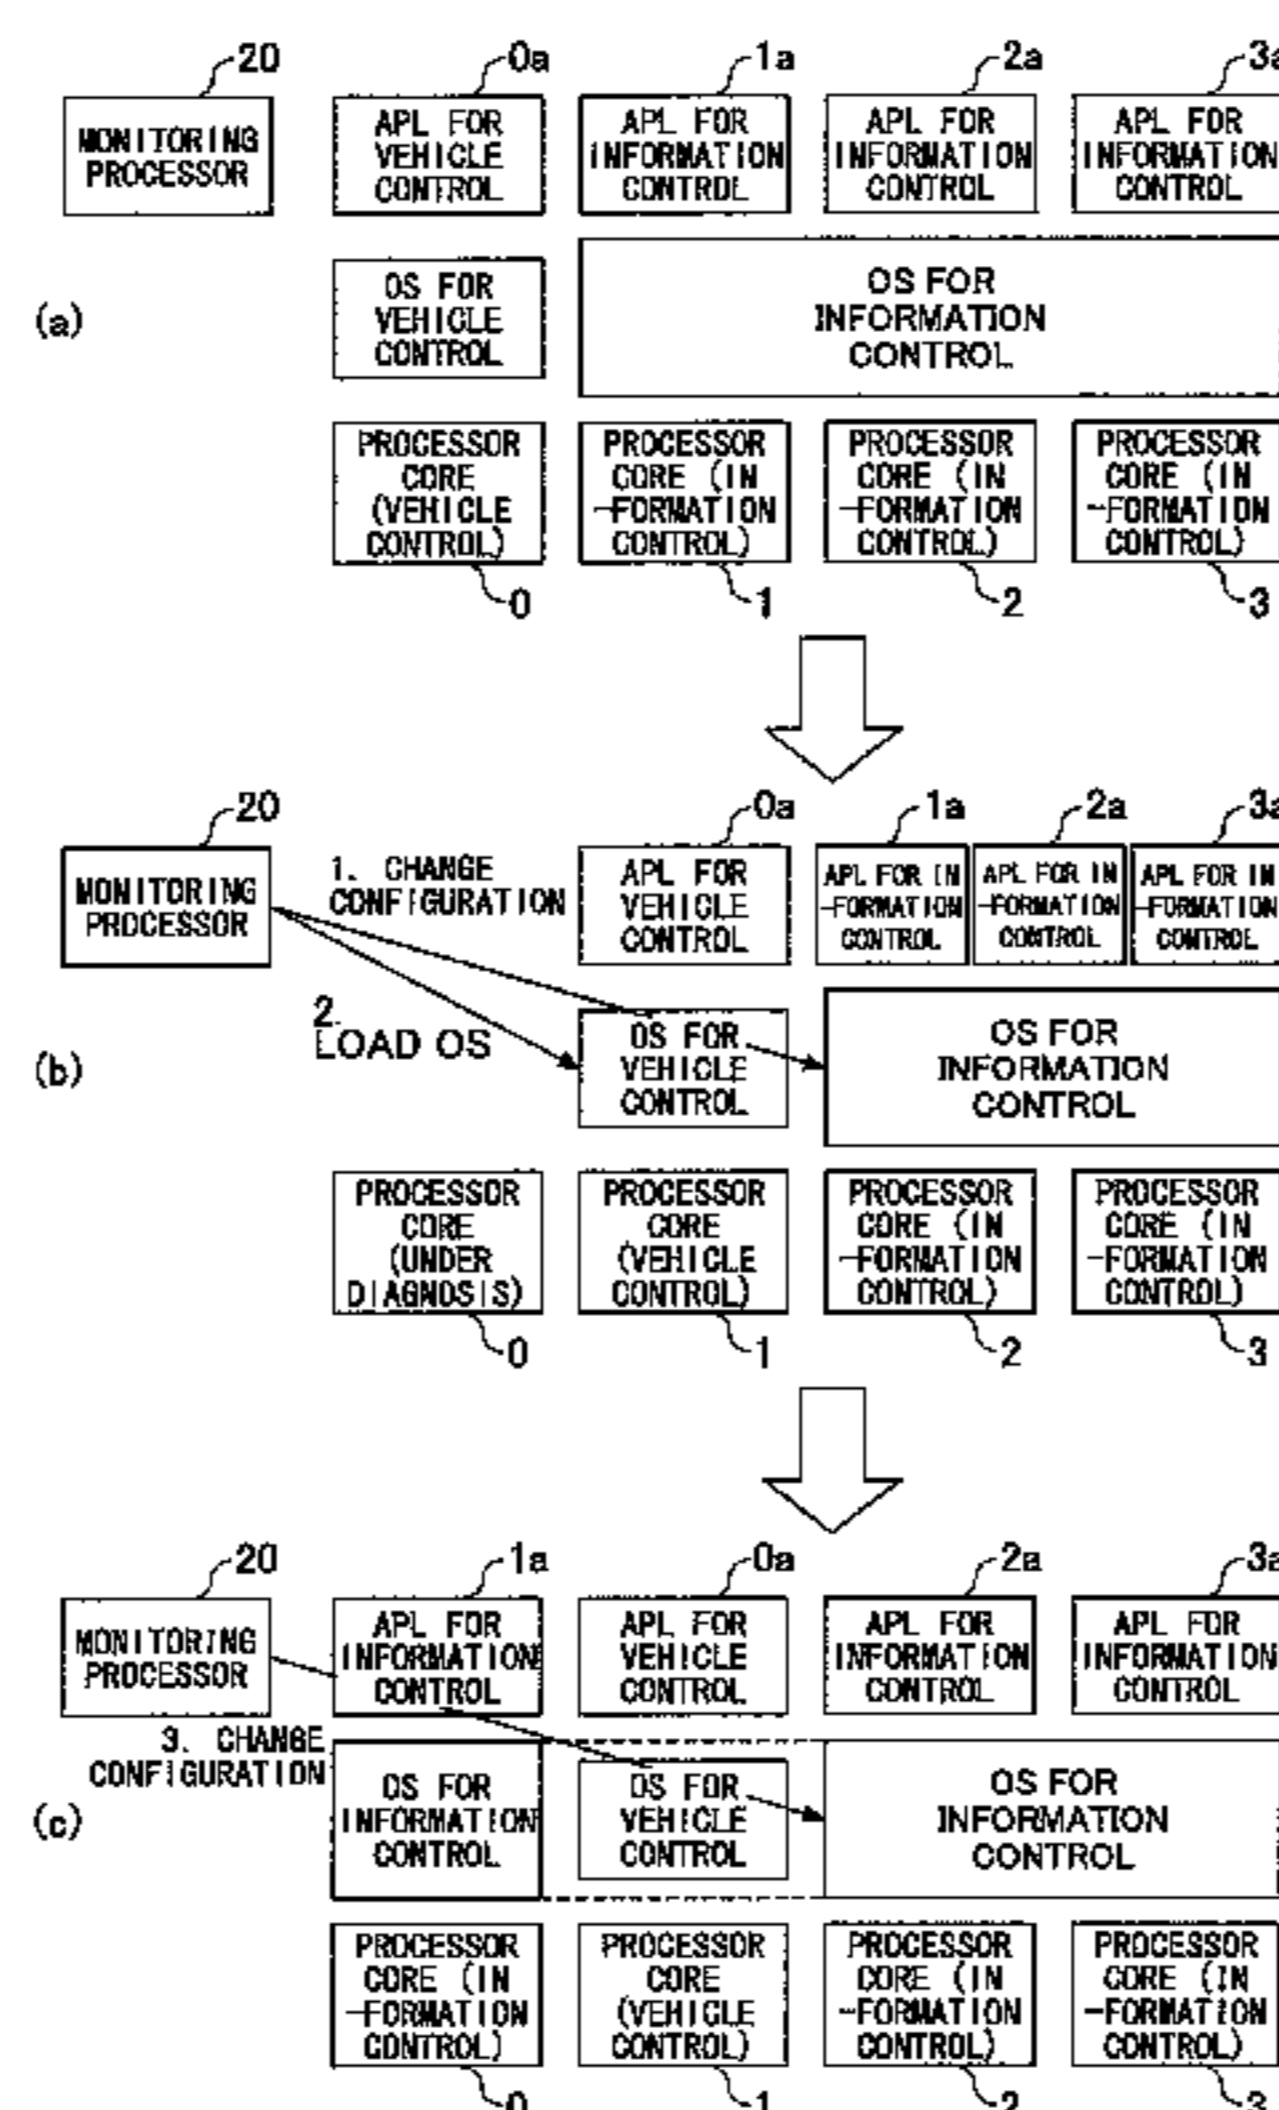 20
0a
1a
2a
3a
MONITORING
PROCESSOR
APL FOR
VEHICLE
CONTROL
APL FOR
INFORMATION
CONTROL
APL FOR
INFORMATION
CONTROL
APL FOR
INFORMATION
CONTROL
(a)
OS FOR
VEHICLE
CONTROL
OS FOR
INFORMATION
CONTROL
PROCESSOR
CORE
(VEHICLE
CONTROL)
PROCESSOR
CORE (IN
-FORMATION
CONTROL)
PROCESSOR
CORE (IN
-FORMATION
CONTROL)
PROCESSOR
CORE (IN
-FORMATION
CONTROL)
0
1
2
3
20
0a
1a
2a
3a
MONITORING
PROCESSOR
1. CHANGE
CONFIGURATION
APL FOR
VEHICLE
CONTROL
APL FOR IN
-FORMATION
CONTROL
APL FOR IN
-FORMATION
CONTROL
APL FOR IN
-FORMATION
CONTROL
(b)
2.
LOAD OS
OS FOR
VEHICLE
CONTROL
OS FOR
INFORMATION
CONTROL
PROCESSOR
CORE
(UNDER
DIAGNOSIS)
PROCESSOR
CORE
(VEHICLE
CONTROL)
PROCESSOR
CORE (IN
-FORMATION
CONTROL)
PROCESSOR
CORE (IN
-FORMATION
CONTROL)
0
1
2
3
20
1a
0a
2a
3a
MONITORING
PROCESSOR
APL FOR
INFORMATION
CONTROL
APL FOR
VEHICLE
CONTROL
APL FOR
INFORMATION
CONTROL
APL FOR
INFORMATION
CONTROL
3. CHANGE
CONFIGURATION
(c)
OS FOR
INFORMATION
CONTROL
OS FOR
VEHICLE
CONTROL
OS FOR
INFORMATION
CONTROL
PROCESSOR
CORE (IN
-FORMATION
CONTROL)
PROCESSOR
CORE
(VEHICLE
CONTROL)
PROCESSOR
CORE (IN
-FORMATION
CONTROL)
PROCESSOR
CORE (IN
-FORMATION
CONTROL)
0
1
2
3